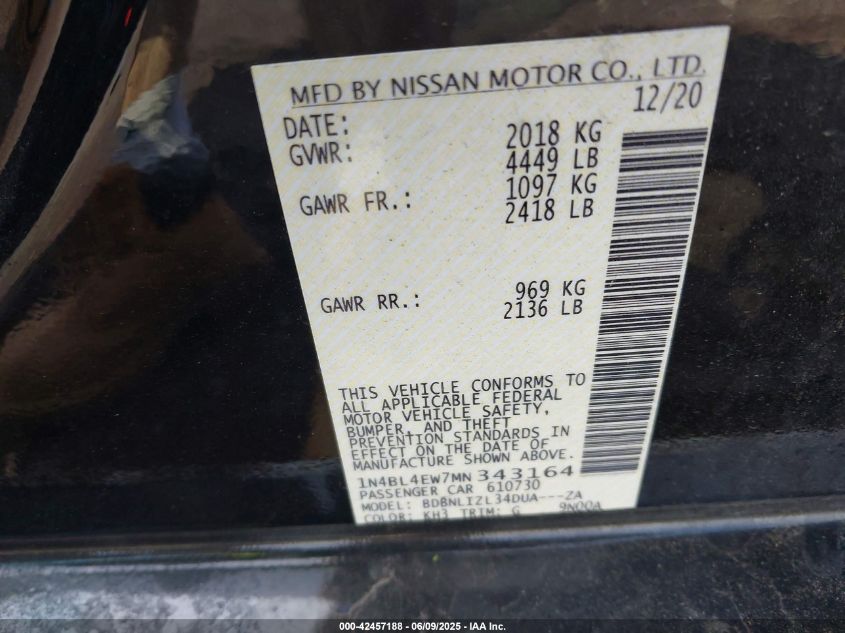 MFD BY NISSAN MOTOR CO., LTD.
DATE: 12/20
GVWR: 2018 KG
4449 LB
GAWR FR.: 1097 KG
2418 LB
GAWR RR.: 969 KG
2136 LB
THIS VEHICLE CONFORMS TO
ALL APPLICABLE FEDERAL
MOTOR VEHICLE SAFETY,
BUMPER, AND THEFT
PREVENTION STANDARDS IN
EFFECT ON THE DATE OF
MANUFACTURE SHOWN ABOVE.
1N4BL4EW7MN343164
PASSENGER CAR 610730
MODEL: BDBNLIZL34DUA---ZA
COLOR: KH3 TRIM: G 9N00A
000-42457188 - 06/09/2025 - IAA Inc.